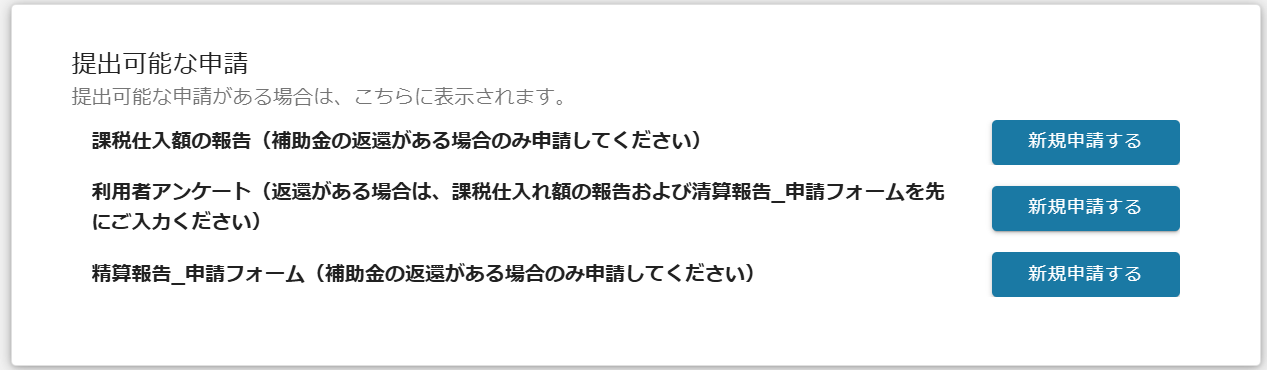 提出可能な申請
提出可能な申請がある場合は、こちらに表示されます。
課税仕入額の報告（補助金の返還がある場合のみ申請してください）
新規申請する
利用者アンケート（返還がある場合は、課税仕入れ額の報告および清算報告_申請フォームを先
にご入力ください）
新規申請する
精算報告_申請フォーム（補助金の返還がある場合のみ申請してください）
新規申請する